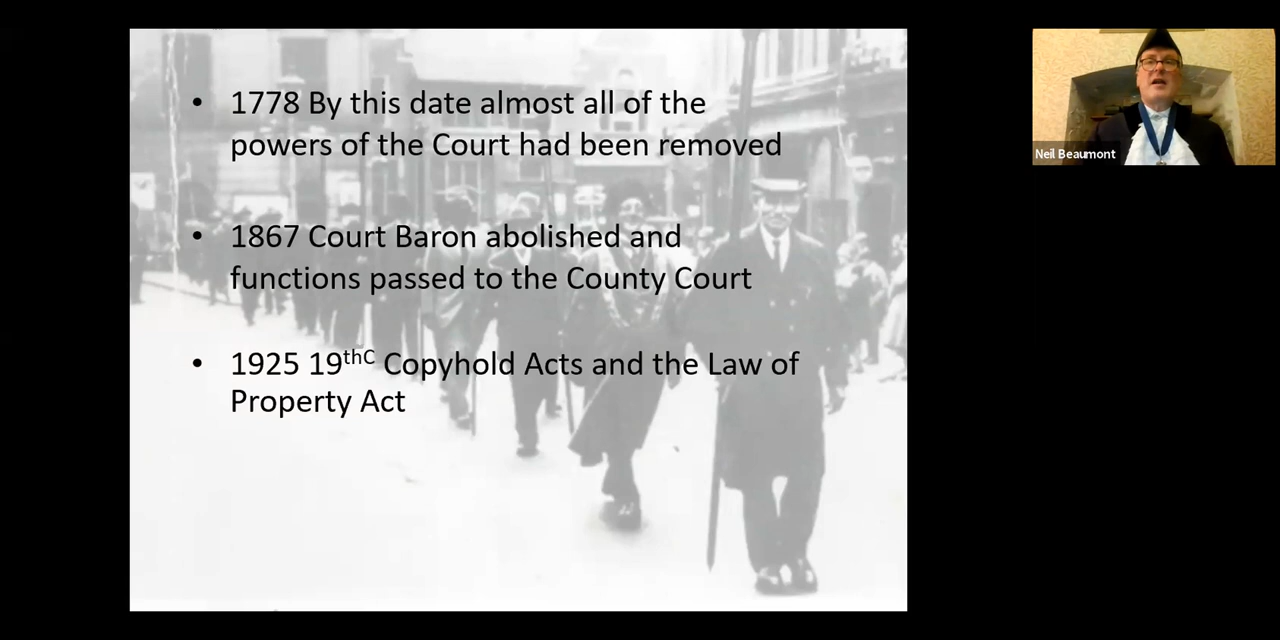 • 1778 By this date almost all of the
powers of the Court had been removed
• 1867 Court Baron abolished and
functions passed to the County Court
• 1925 19thC Copyhold Acts and the Law of
Property Act
Neil Beaumont